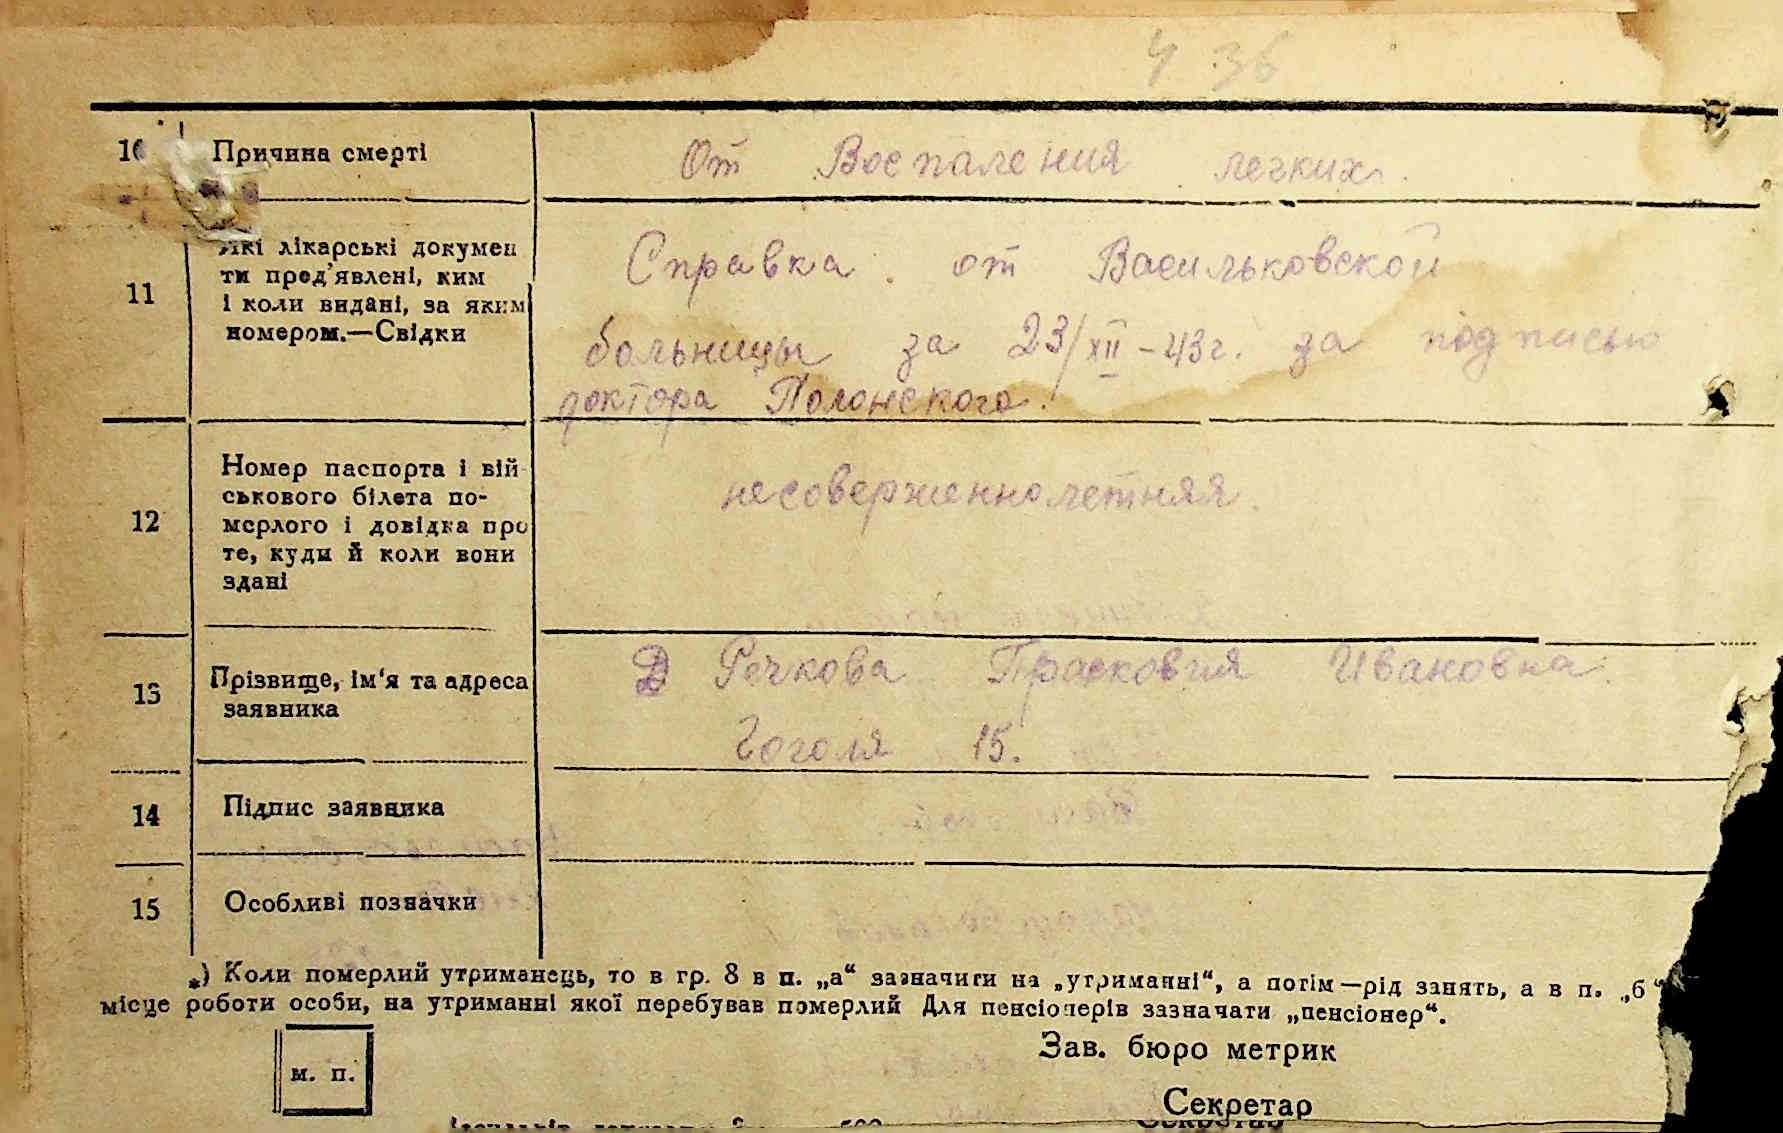 436
10 Причина смерті От Воспаления легких.
11 Які лікарські докумен
ти пред'явлені, ким
і коли видані, за яким
номером.—Свідки
Справка от Васильковской
больницы за 23/XII-43г. за подписью
доктора Полонского.
12 Номер паспорта і вій
ськового білета по-
мерлого і довідка про
те, куди й коли вони
здані
несовершеннолетняя.
13 Прізвище, ім‘я та адреса
заявника
Речкова Прасковия Ивановна.
Гоголя 15.
14 Підпис заявника
15 Особливі позначки
*) Коли померлий утриманець, то в гр. 8 в п. „а“ зазначити на „утриманні“, а потім—рід занять, а в п. „б“
місце роботи особи, на утриманні якої перебував померлий Для пенсіонерів зазначати „пенсіонер“.
Зав. бюро метрик
м. п.
Секретар